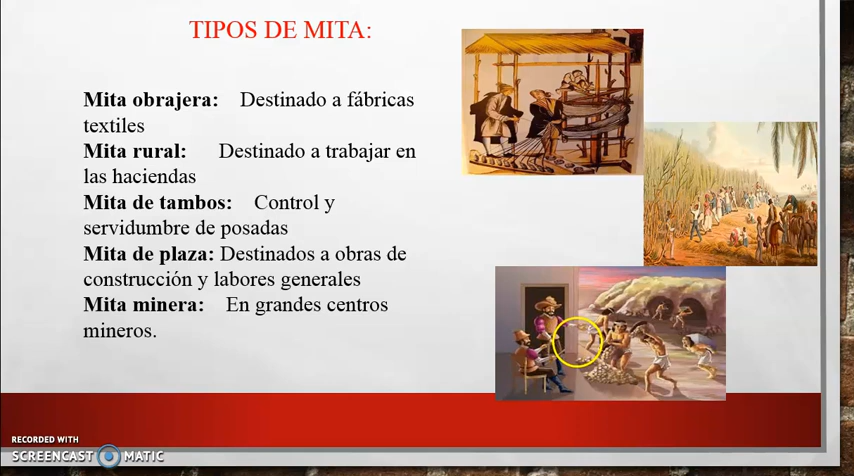 TIPOS DE MITA:
Mita obrajera: Destinado a fábricas
textiles
Mita rural: Destinado a trabajar en
las haciendas
Mita de tambos: Control y
servidumbre de posadas
Mita de plaza: Destinados a obras de
construcción y labores generales
Mita minera: En grandes centros
mineros.
RECORDED WITH
SCREENCAST MATIC